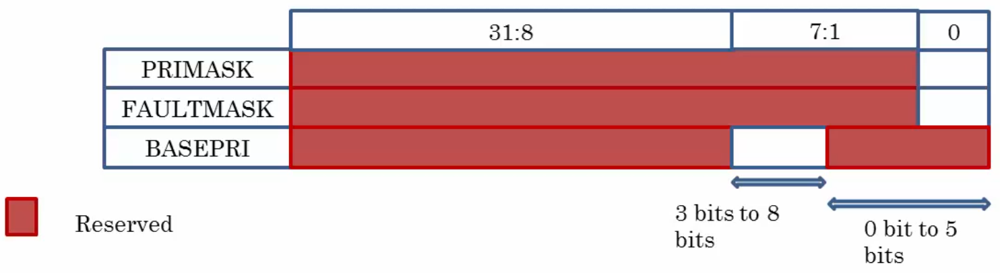 31:8 7:1 0
PRIMASK
FAULTMASK
BASEPRI
3 bits to 8
bits
0 bit to 5
bits
Reserved